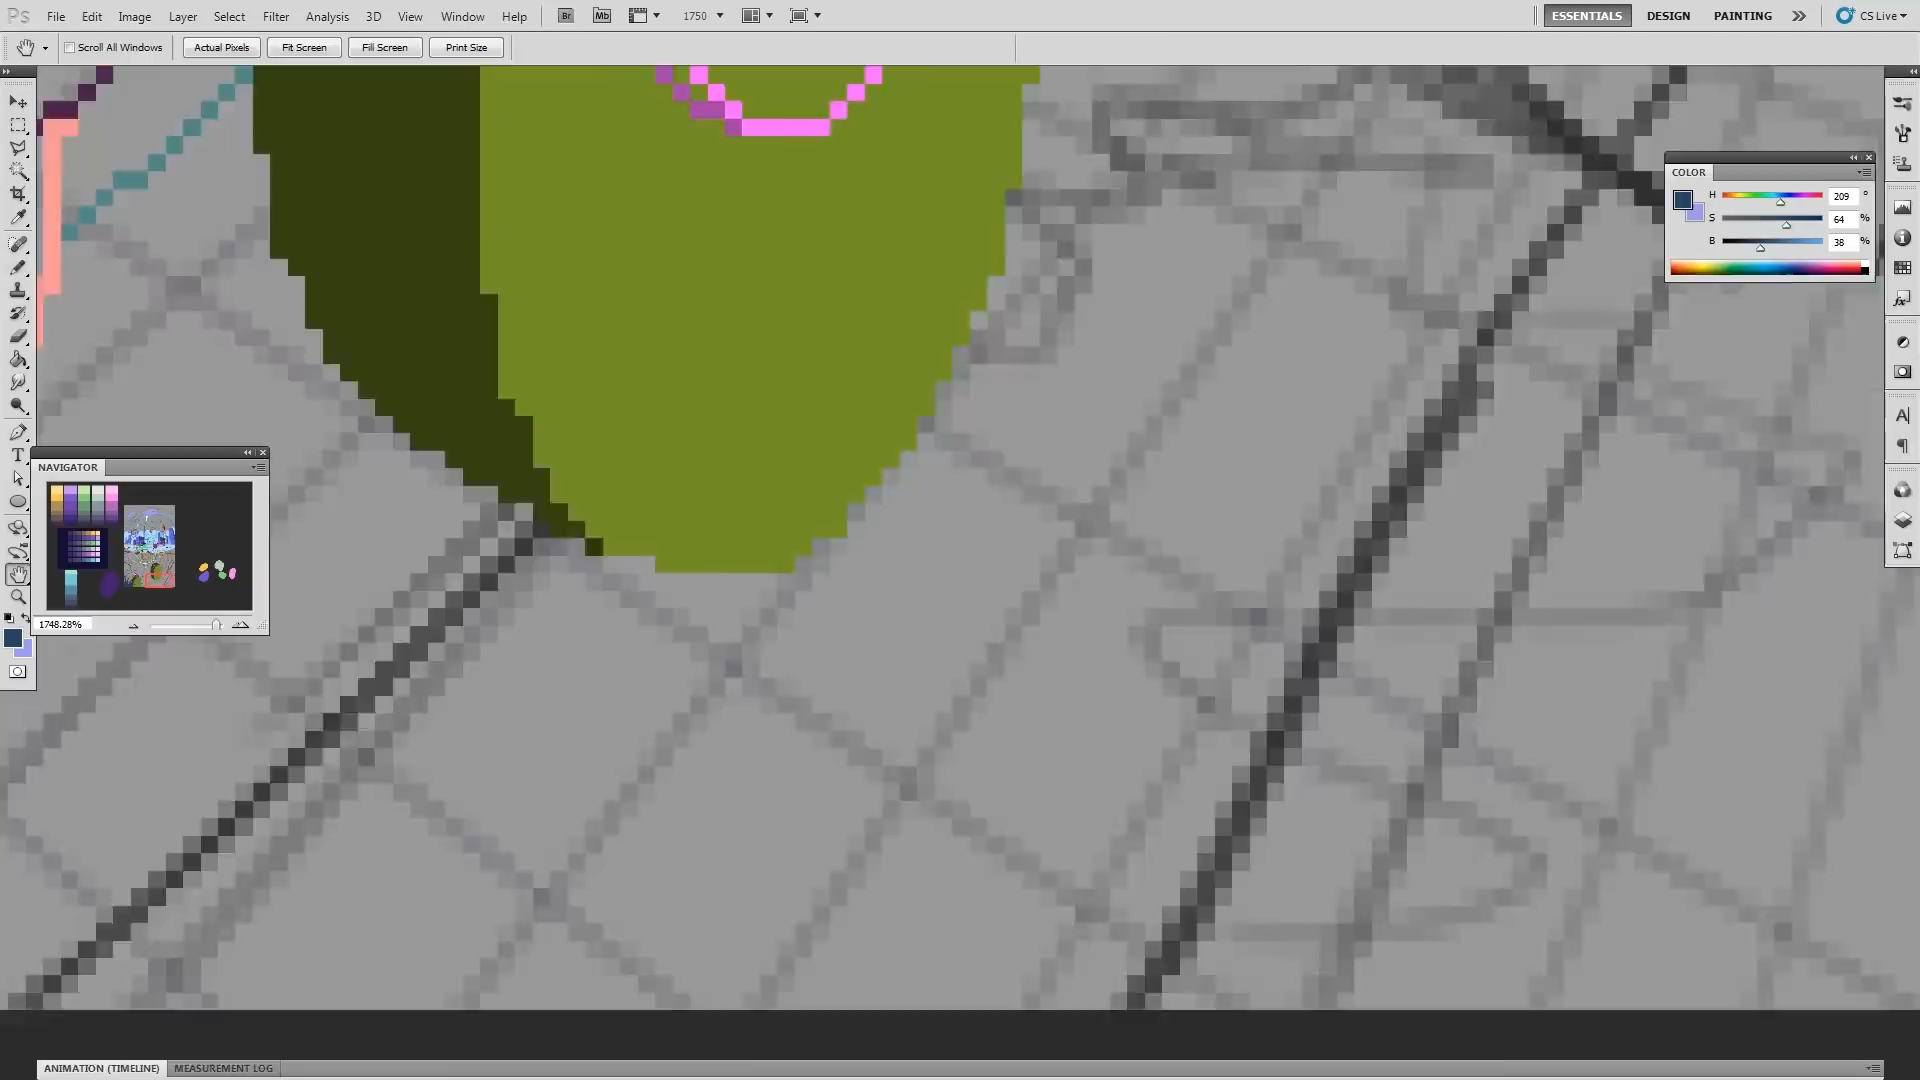 Ps File Edit Image Layer Select Filter Analysis 3D View Window Help Br Mb 1750 ESSENTIALS DESIGN PAINTING CS Live
Scroll All Windows Actual Pixels Fit Screen Fill Screen Print Size
COLOR
H 209 °
S 64 %
B 38 %
NAVIGATOR
1748.28%
ANIMATION (TIMELINE) MEASUREMENT LOG